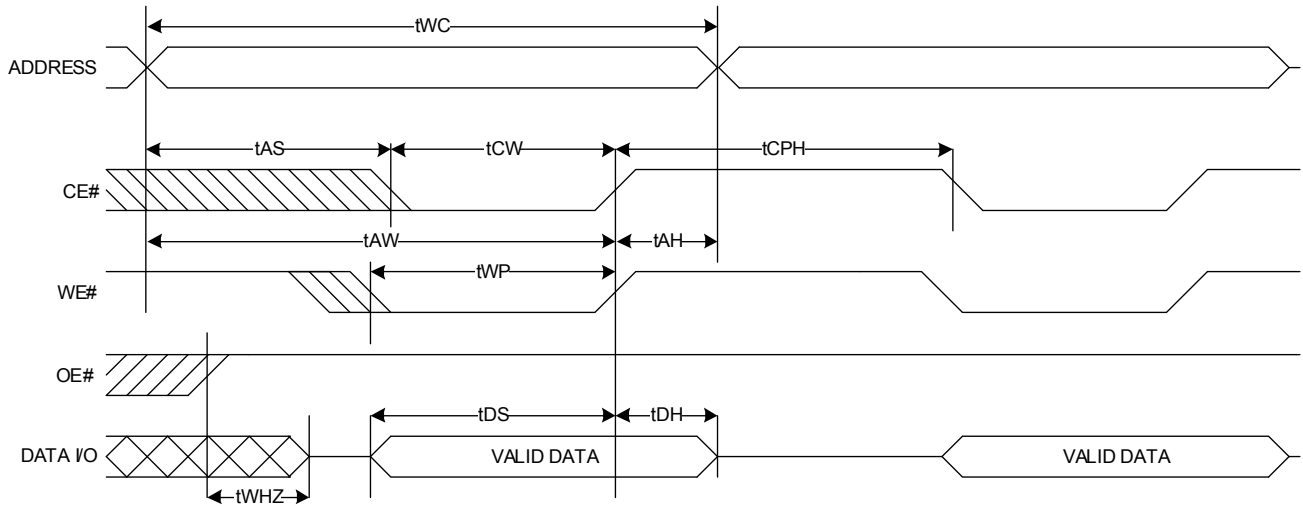 tWC
ADDRESS
tAS
tCW
tCPH
CE#
tAW
tAH
tWP
WE#
OE#
tDS
tDH
DATA I/O
VALID DATA
VALID DATA
tWHZ